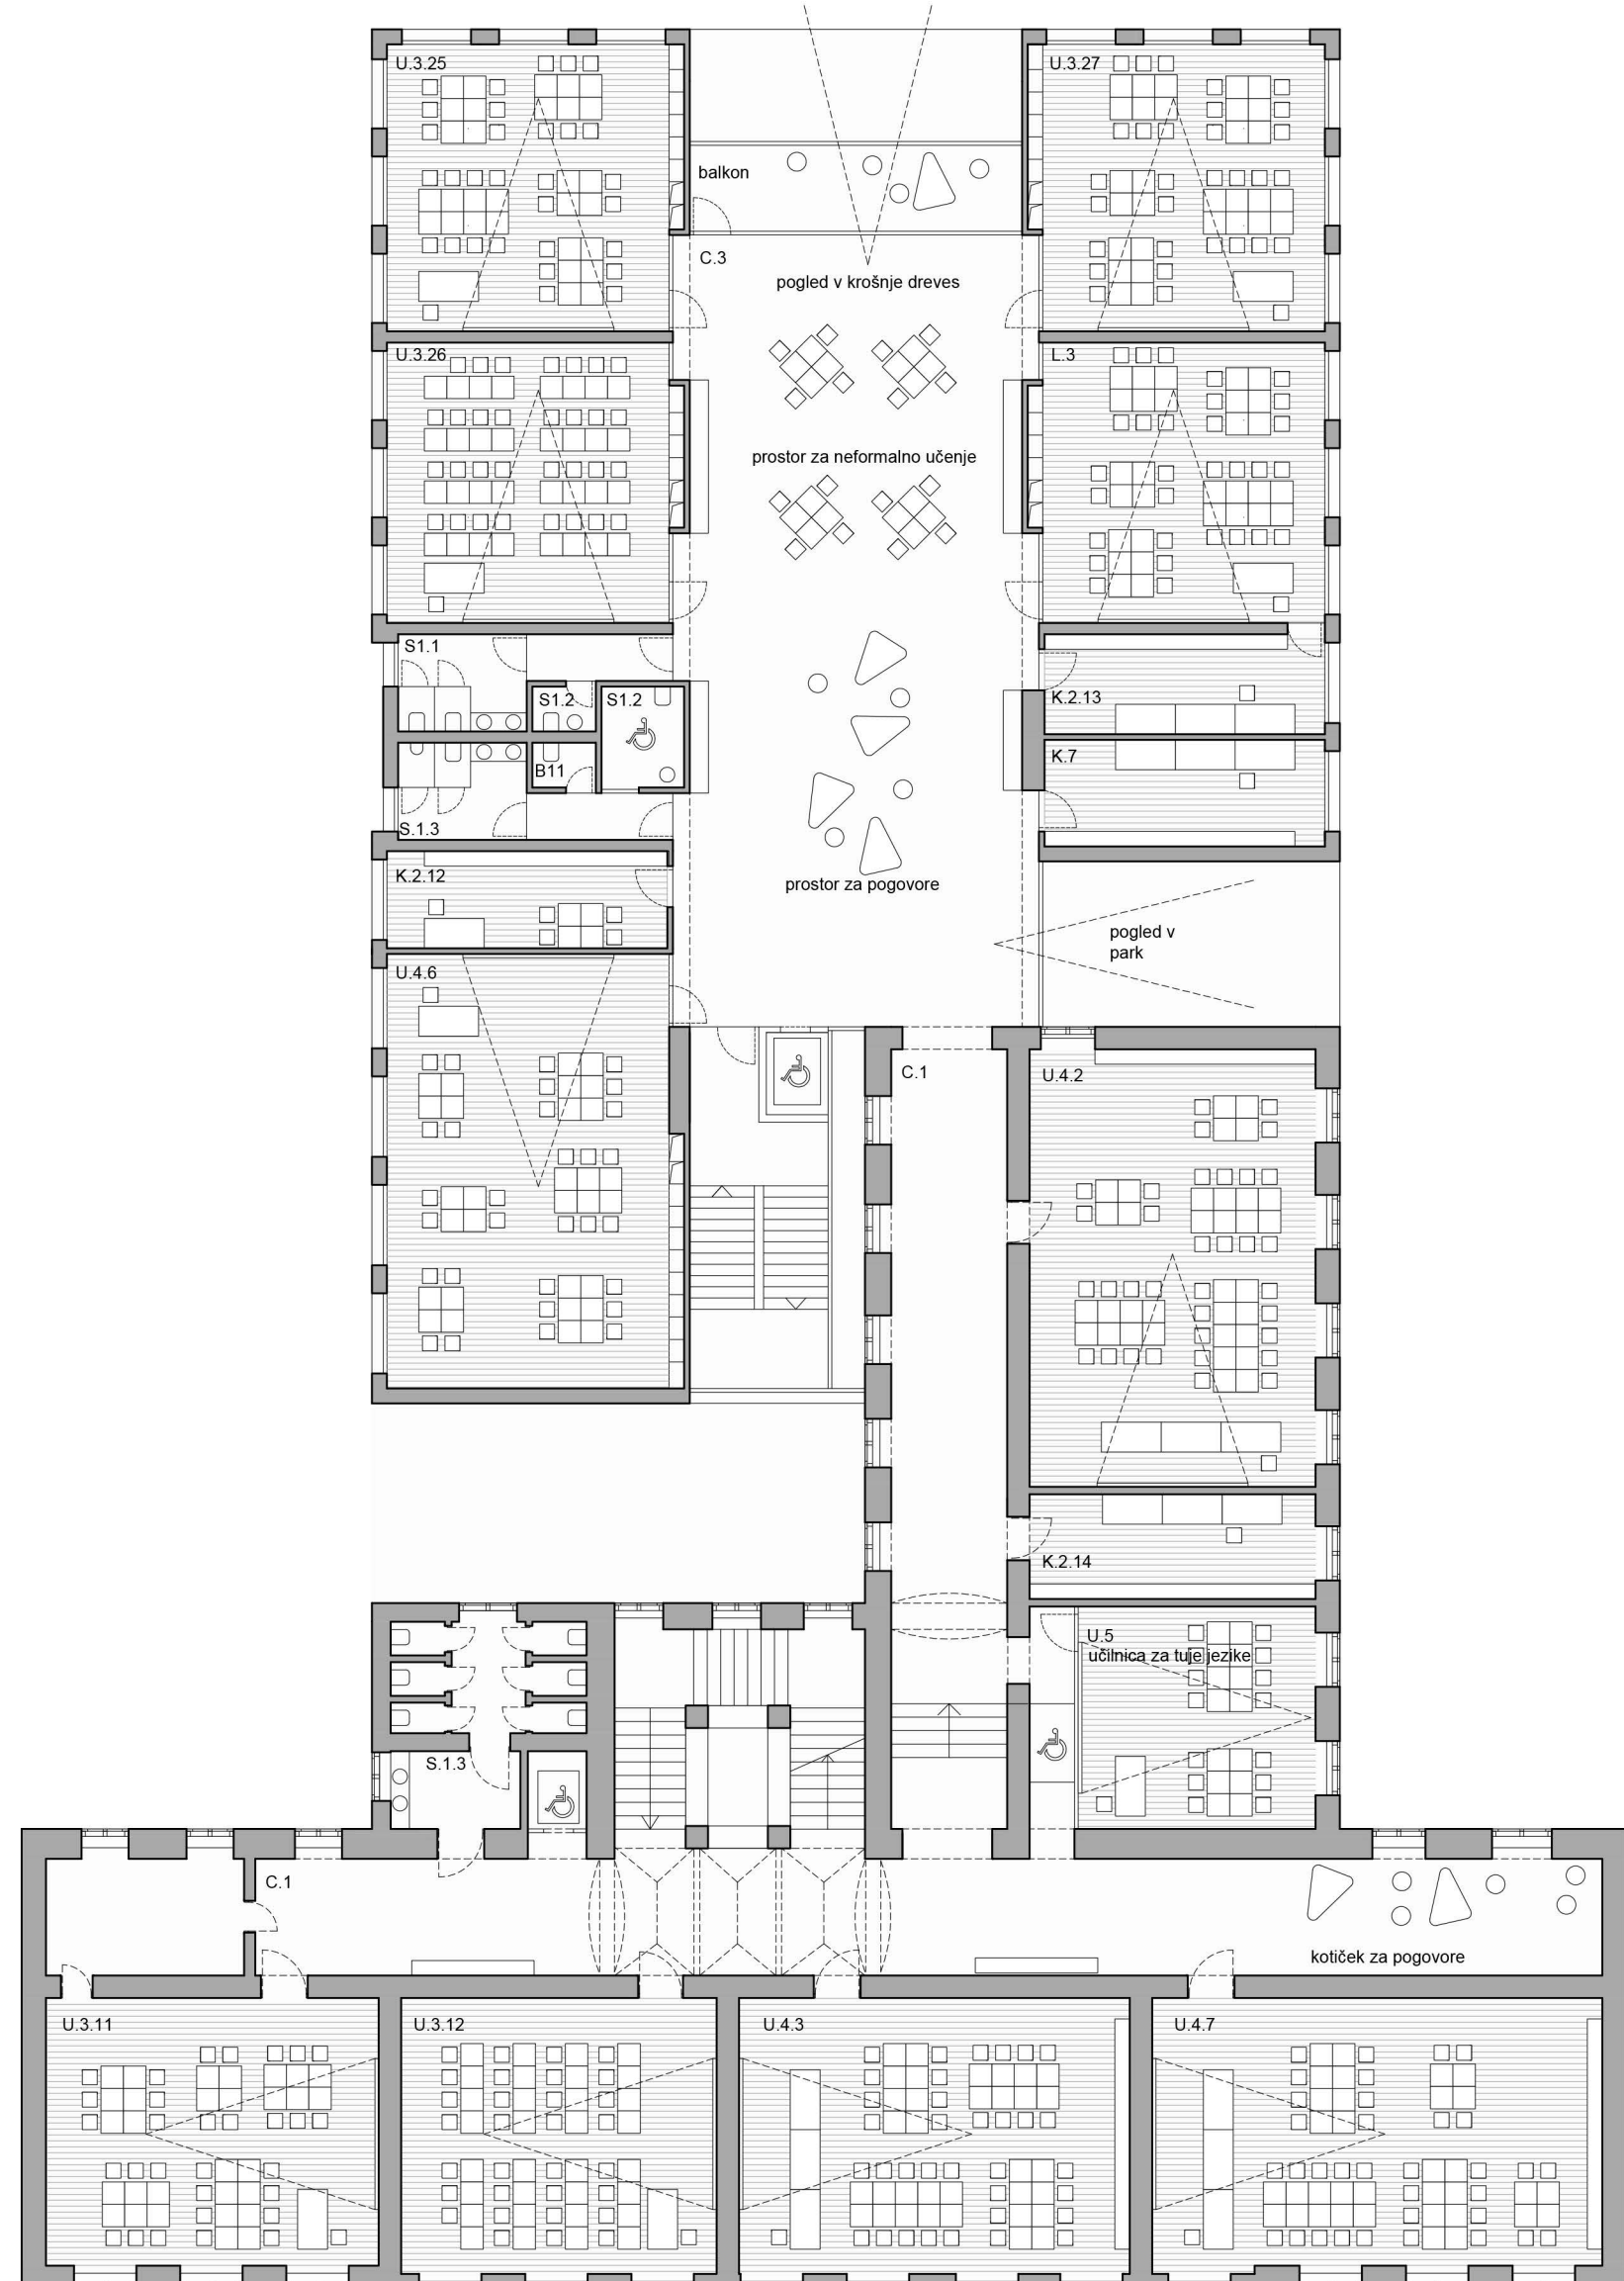 U.3.25
U.3.27
balkon
C.3
pogled v krošnje dreves
U.3.26
L.3
prostor za neformalno učenje
S1.1
S1.2
S1.2
K.2.13
K.7
B11
S.1.3
K.2.12
prostor za pogovore
pogled v
park
U.4.6
C.1
U.4.2
K.2.14
U.5
učilnica za tuje jezike
S.1.3
C.1
kotiček za pogovore
U.3.11
U.3.12
U.4.3
U.4.7